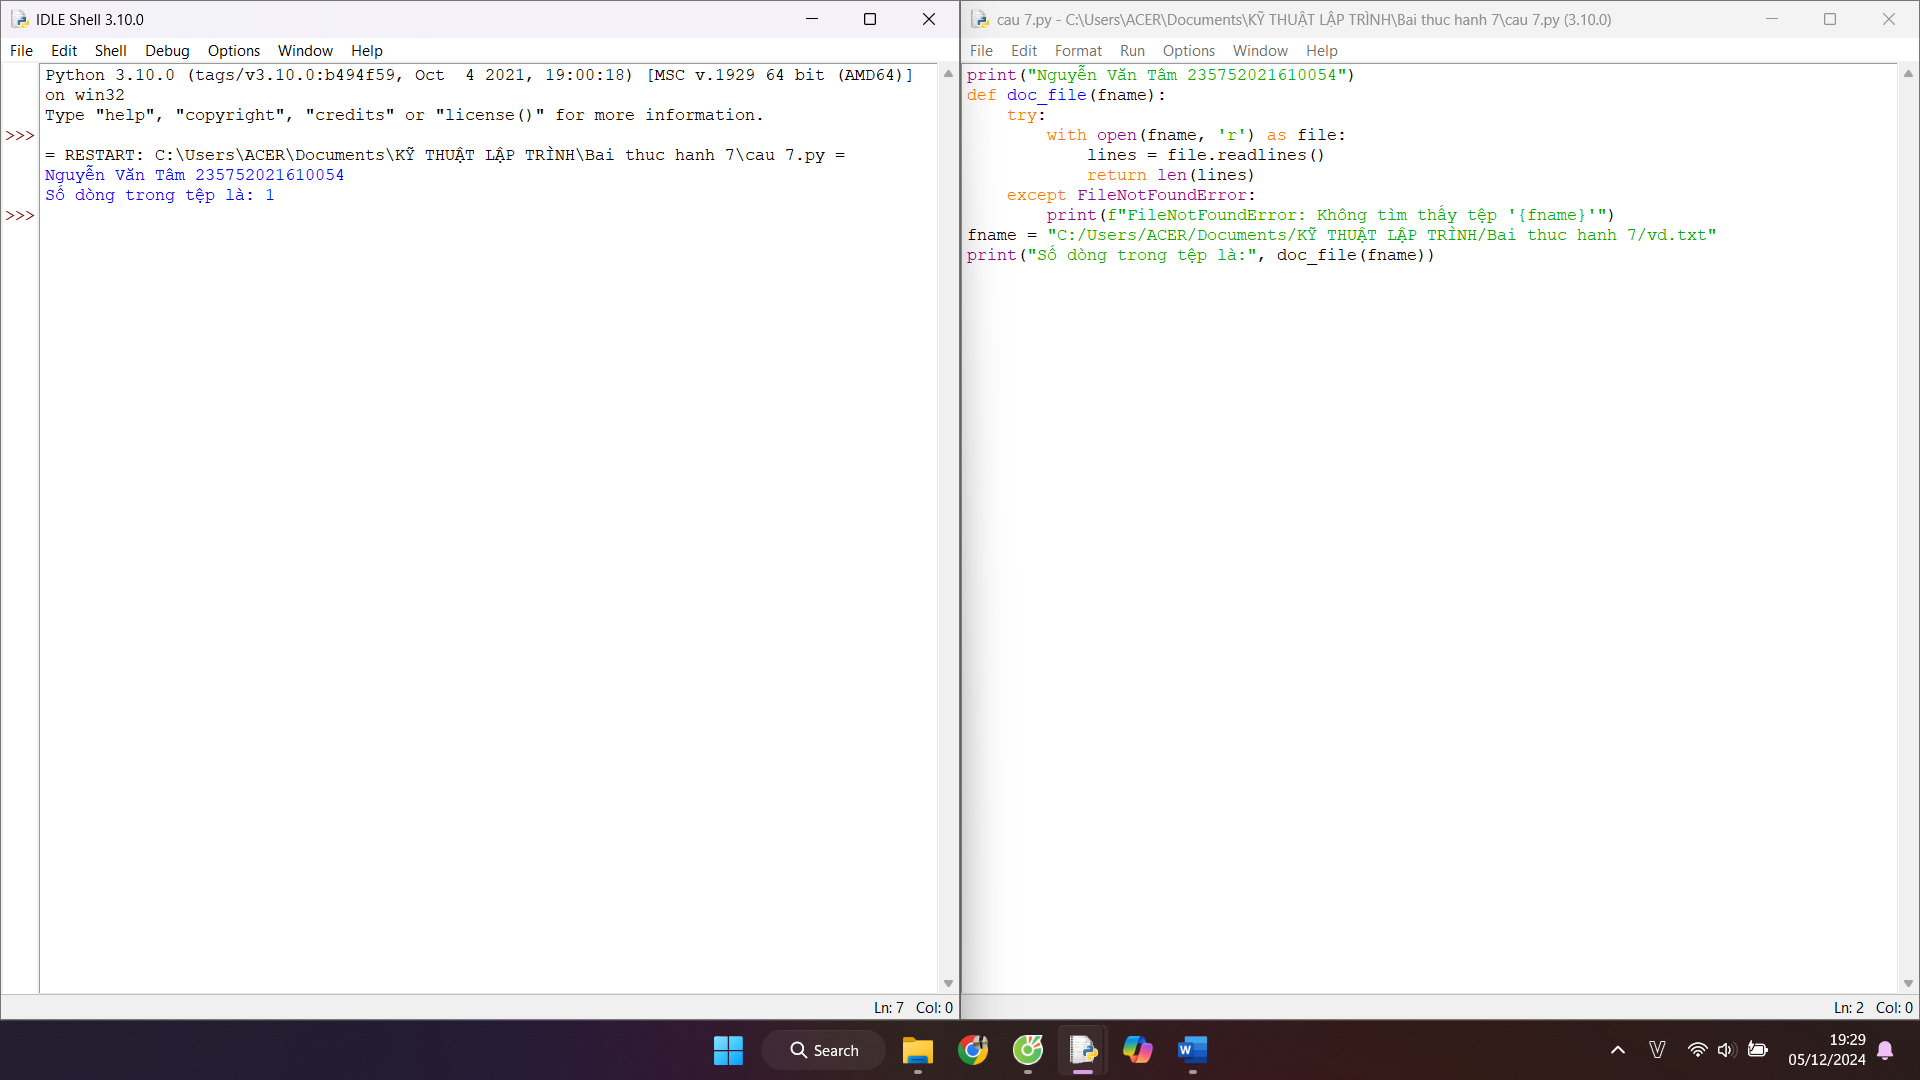 IDLE Shell 3.10.0
File Edit Shell Debug Options Window Help
Python 3.10.0 (tags/v3.10.0:b494f59, Oct  4 2021, 19:00:18) [MSC v.1929 64 bit (AMD64)]
on win32
Type "help", "copyright", "credits" or "license()" for more information.
>>>
= RESTART: C:\Users\ACER\Documents\KỸ THUẬT LẬP TRÌNH\Bai thuc hanh 7\cau 7.py =
Nguyễn Văn Tâm 235752021610054
Số dòng trong tệp là: 1
>>>
Ln: 7 Col: 0
cau 7.py - C:\Users\ACER\Documents\KỸ THUẬT LẬP TRÌNH\Bai thuc hanh 7\cau 7.py (3.10.0)
File Edit Format Run Options Window Help
print("Nguyễn Văn Tâm 235752021610054")
def doc_file(fname):
    try:
        with open(fname, 'r') as file:
            lines = file.readlines()
            return len(lines)
    except FileNotFoundError:
        print(f"FileNotFoundError: Không tìm thấy tệp '{fname}'")
fname = "C:/Users/ACER/Documents/KỸ THUẬT LẬP TRÌNH/Bai thuc hanh 7/vd.txt"
print("Số dòng trong tệp là:", doc_file(fname))
Ln: 2 Col: 0
Search
V
19:29
05/12/2024